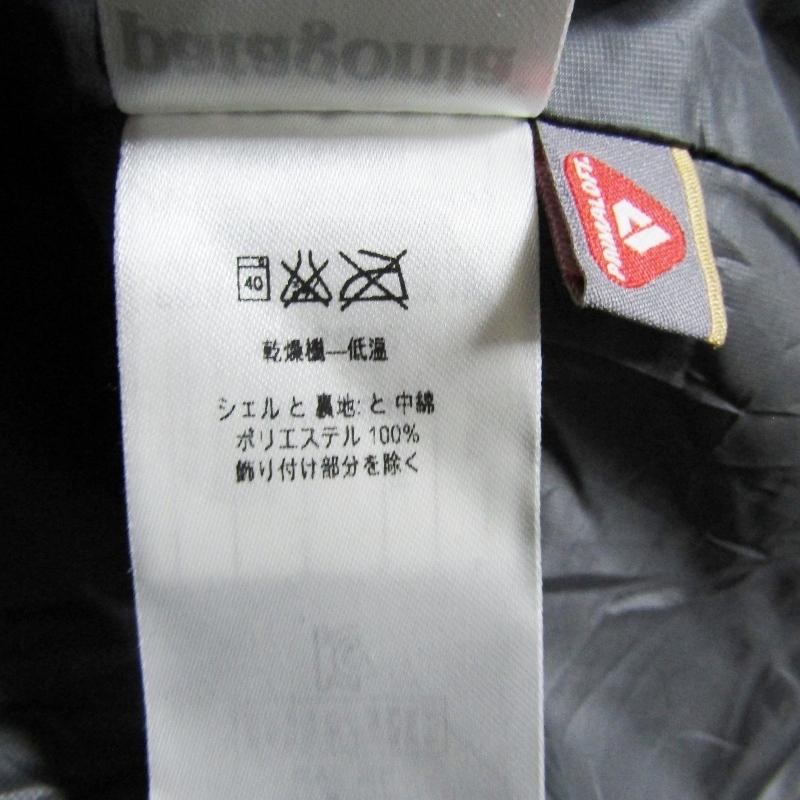 patagonia
PRIMALOFT
40
乾燥機—低温
シェル と 裏地: と 中綿
ポリエステル 100%
飾り付け部分を除く